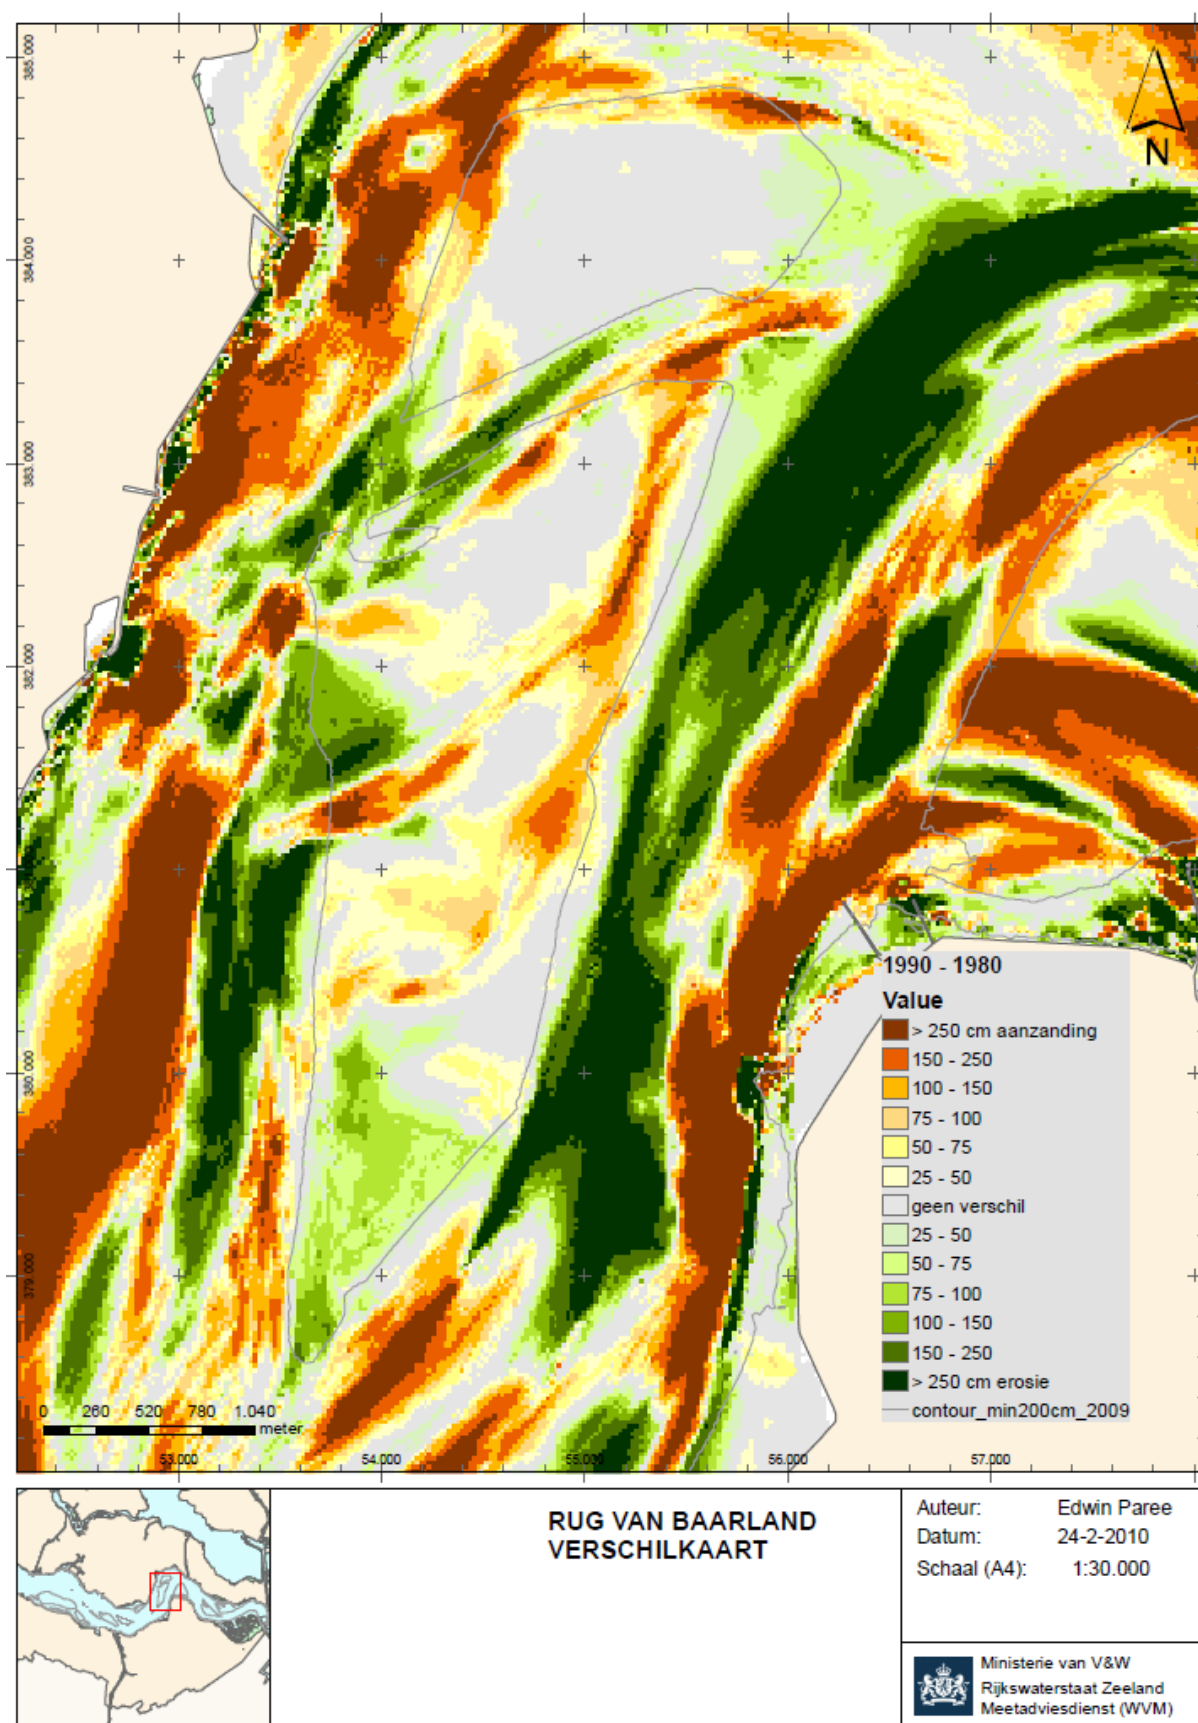 385.000
384.000
383.000
382.000
380.000
379.000
N
1990 - 1980
Value
> 250 cm aanzanding
150 - 250
100 - 150
75 - 100
50 - 75
25 - 50
geen verschil
25 - 50
50 - 75
75 - 100
100 - 150
150 - 250
> 250 cm erosie
contour_min200cm_2009
0 260 520 780 1.040
meter
53.000 54.000 55.000 56.000 57.000
RUG VAN BAARLAND
VERSCHILKAART
Auteur: Edwin Paree
Datum: 24-2-2010
Schaal (A4): 1:30.000
Ministerie van V&W
Rijkswaterstaat Zeeland
Meetadviesdienst (WVM)